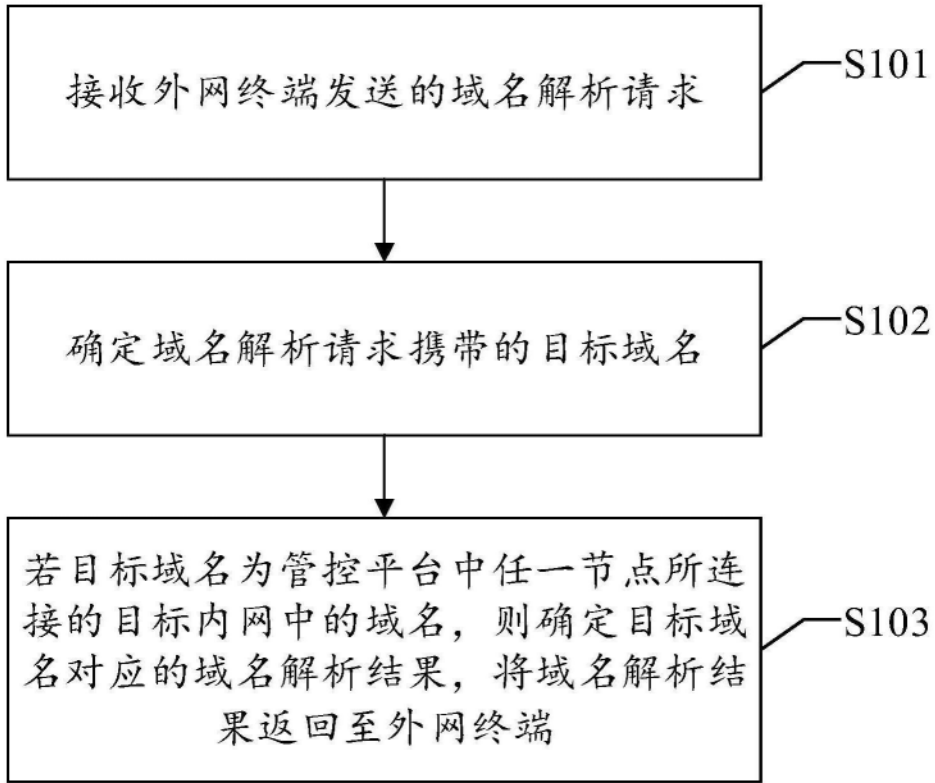 接收外网终端发送的域名解析请求
S101
确定域名解析请求携带的目标域名
S102
若目标域名为管控平台中任一节点所连
接的目标内网中的域名，则确定目标域
名对应的域名解析结果，将域名解析结
果返回至外网终端
S103